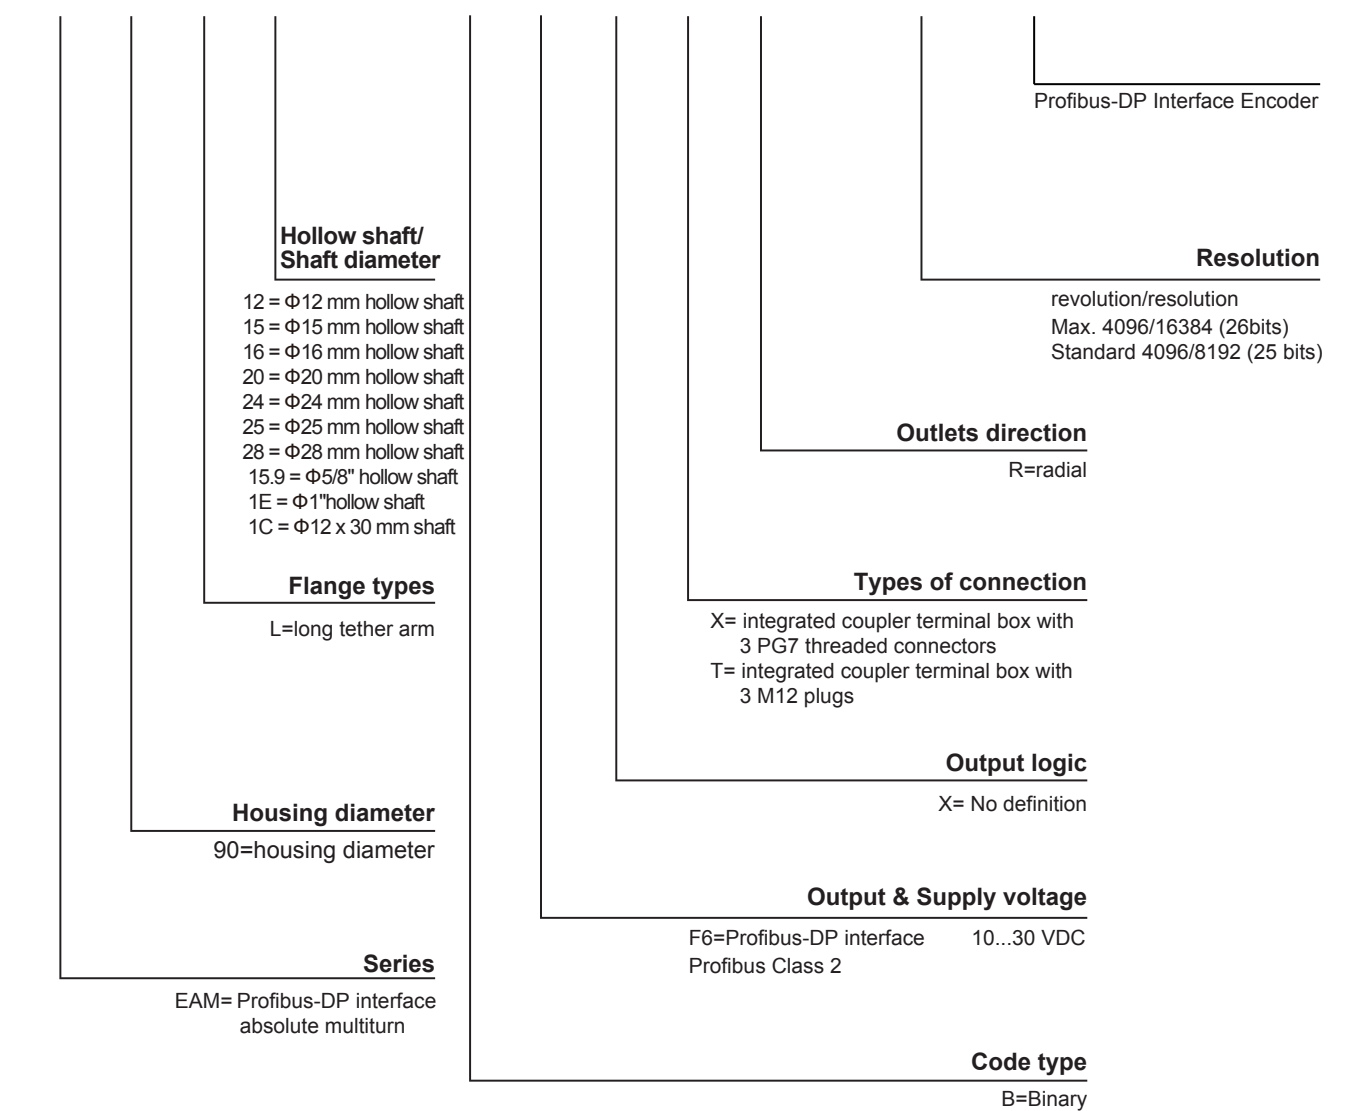 Profibus-DP Interface Encoder
Hollow shaft/
Shaft diameter
12 = Φ12 mm hollow shaft
15 = Φ15 mm hollow shaft
16 = Φ16 mm hollow shaft
20 = Φ20 mm hollow shaft
24 = Φ24 mm hollow shaft
25 = Φ25 mm hollow shaft
28 = Φ28 mm hollow shaft
15.9 = Φ5/8" hollow shaft
1E = Φ1"hollow shaft
1C = Φ12 x 30 mm shaft
Resolution
revolution/resolution
Max. 4096/16384 (26bits)
Standard 4096/8192 (25 bits)
Outlets direction
R=radial
Flange types
L=long tether arm
Types of connection
X= integrated coupler terminal box with
3 PG7 threaded connectors
T= integrated coupler terminal box with
3 M12 plugs
Output logic
X= No definition
Housing diameter
90=housing diameter
Output & Supply voltage
F6=Profibus-DP interface 10...30 VDC
Profibus Class 2
Series
EAM= Profibus-DP interface
absolute multiturn
Code type
B=Binary